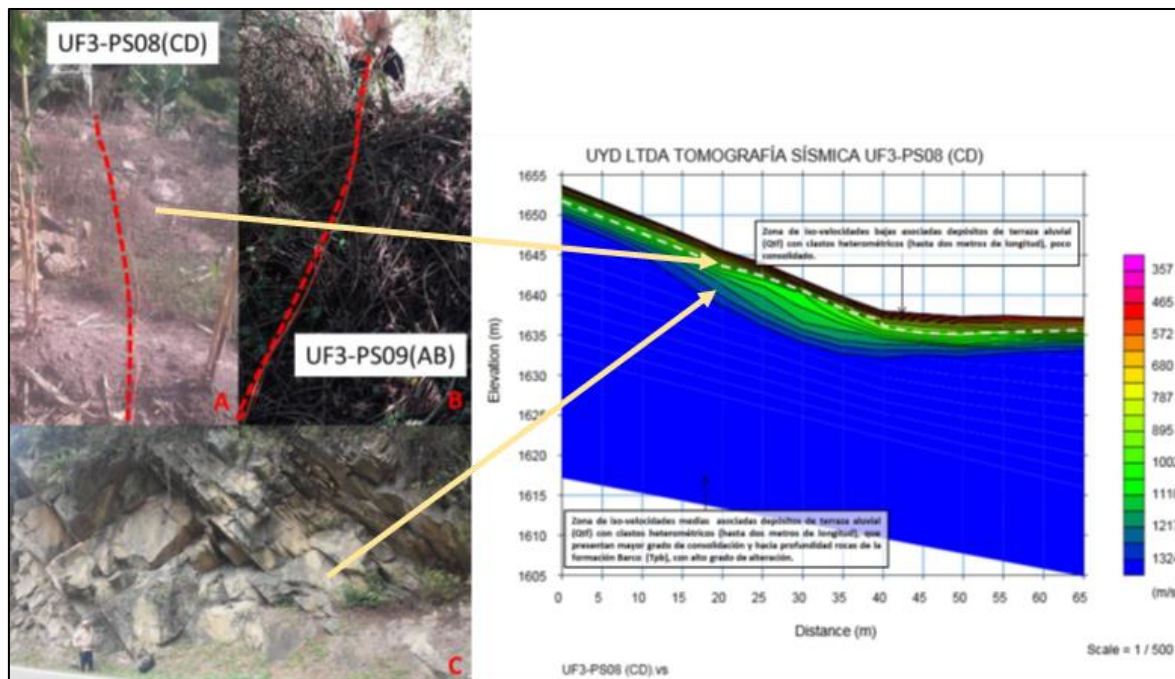 UF3-PS08(CD)
UF3-PS09(AB)
A
B
C
UYD LTDA TOMOGRAFÍA SÍSMICA UF3-PS08 (CD)
Zona de iso-velocidades bajas asociadas depósitos de terraza aluvial
(Qtf) con clastos heterométricos (hasta dos metros de longitud), poco
consolidado.
Zona de iso-velocidades medias asociadas depósitos de terraza aluvial
(Qtf) con clastos heterométricos (hasta dos metros de longitud), que
presentan mayor grado de consolidación y hacia profundidad rocas de la
formación Barco (Tpb), con alto grado de alteración.
Elevation (m)
1655
1650
1645
1640
1635
1630
1625
1620
1615
1610
1605
0 5 10 15 20 25 30 35 40 45 50 55 60 65
Distance (m)
357
465
572
680
787
895
1002
1110
1217
1324
(m/s
Scale = 1 / 500
UF3-PS08 (CD).vs